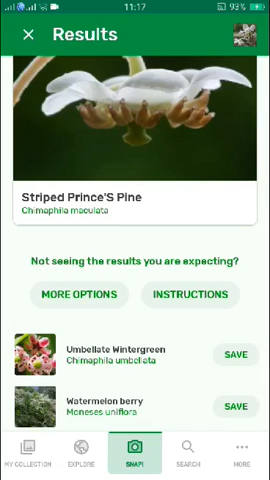 11:17
93%
Results
Striped Prince'S Pine
Chimaphila maculata
Not seeing the results you are expecting?
MORE OPTIONS
INSTRUCTIONS
Umbellate Wintergreen
Chimaphila umbellata
SAVE
Watermelon berry
Moneses uniflora
SAVE
MY COLLECTION
EXPLORE
SNAP!
SEARCH
MORE